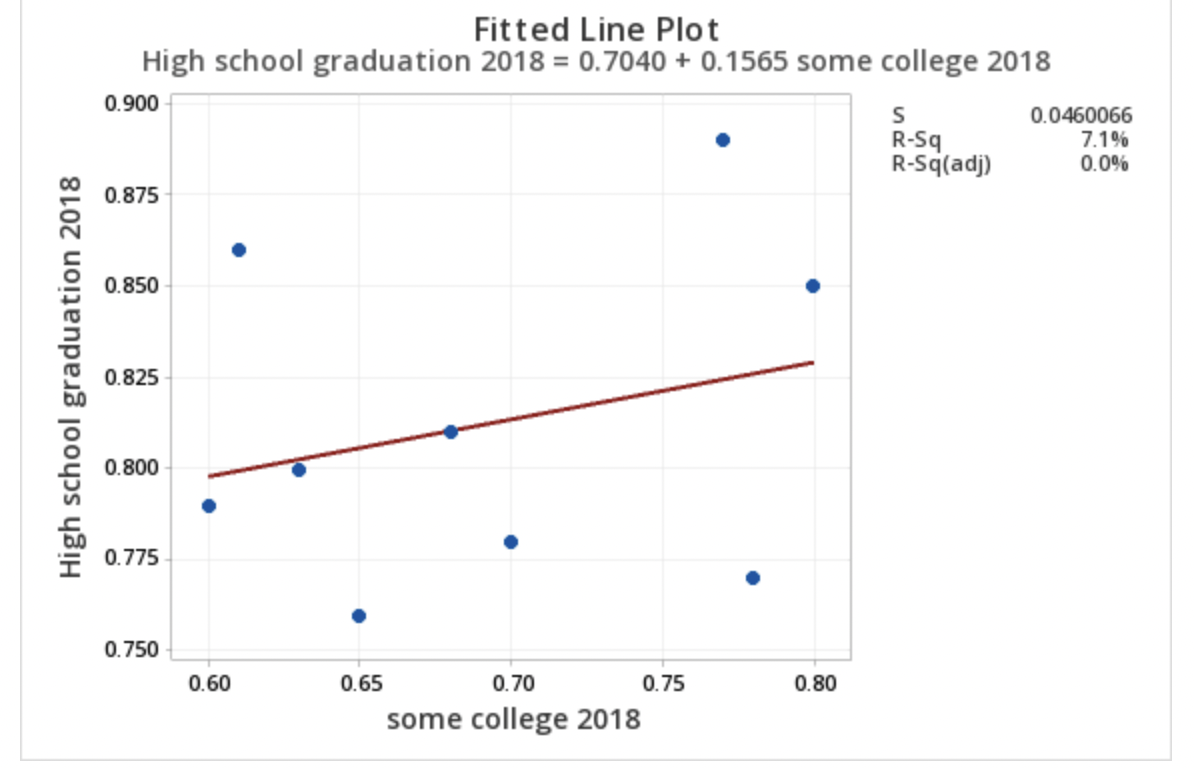 Fitted Line Plot
High school graduation 2018 = 0.7040 + 0.1565 some college 2018
S 0.0460066
R-Sq 7.1%
R-Sq(adj) 0.0%
High school graduation 2018
0.900
0.875
0.850
0.825
0.800
0.775
0.750
0.60 0.65 0.70 0.75 0.80
some college 2018